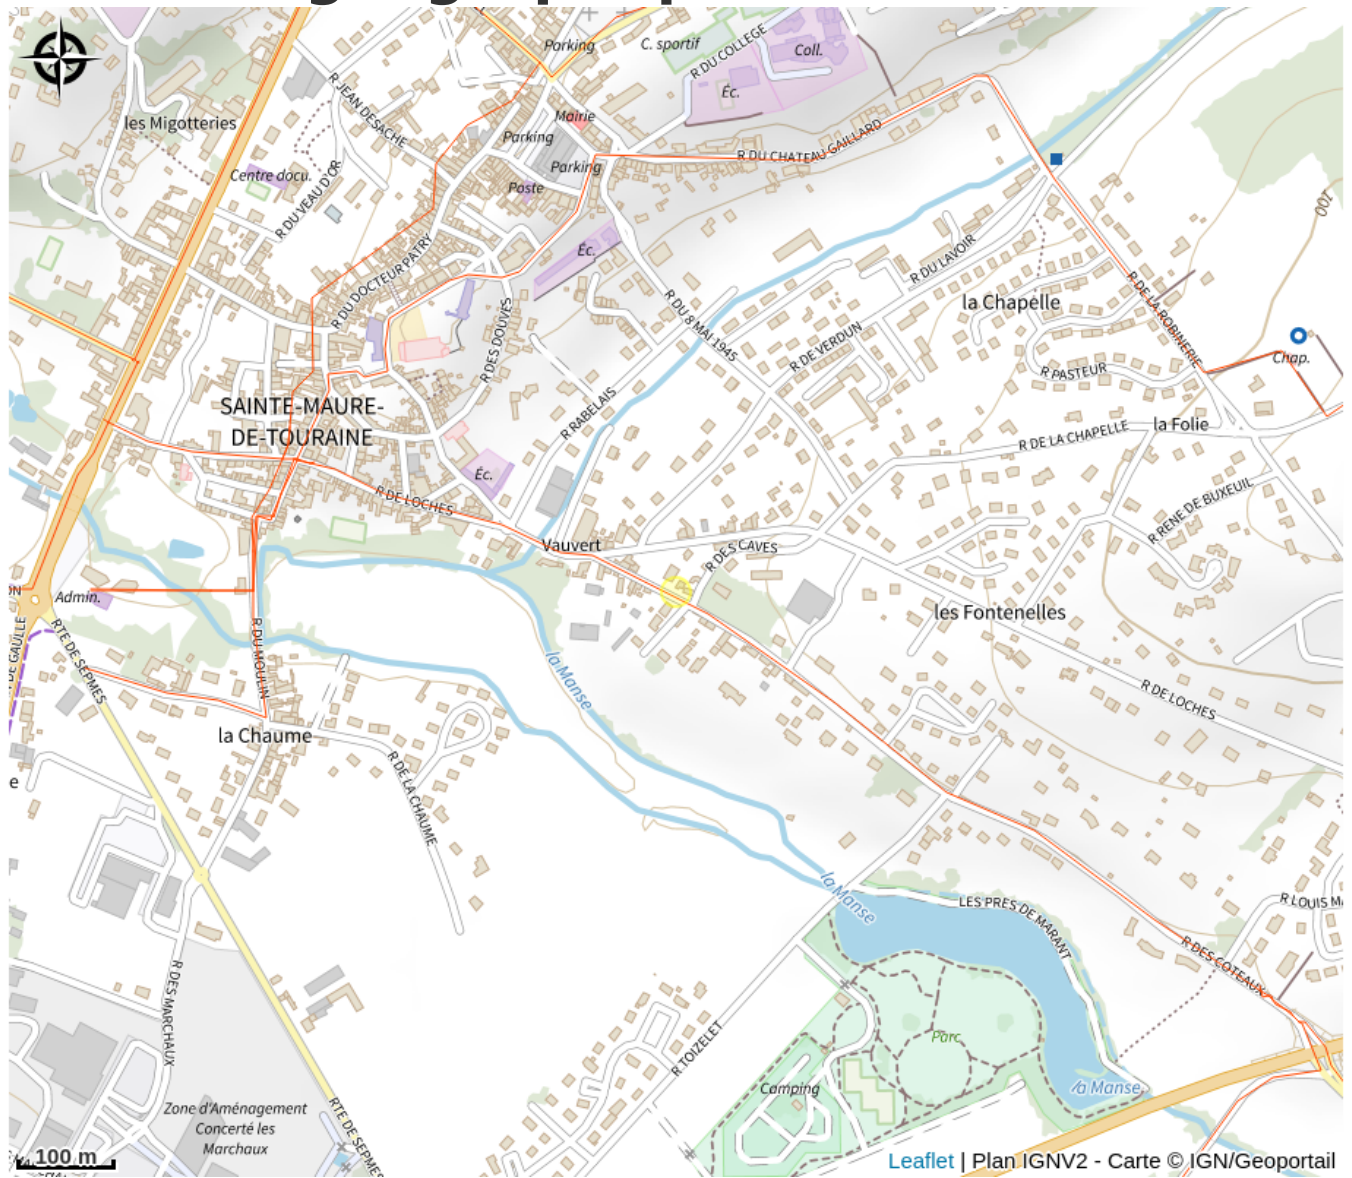 Parking
C. sportif
R DU COLLEGE
Coll.
Éc.
R JEAN DESACHE
les Migotteries
Mairie
Parking
R DU CHATEAU GAILLARD
Parking
Centre docu.
Poste
R DU VEAU D'OR
100
Éc.
R DU DOCTEUR PATRY
R DU LAVOIR
la Chapelle
R DE LA ROBINERIE
R DES DOUVES
R DU 8 MAI 1945
R DE VERDUN
Chap.
R PASTEUR
SAINTE-MAURE-
DE-TOURAINE
R RABELAIS
R DE LA CHAPELLE
la Folie
Éc.
R DE LOCHES
R RENE DE BUXEUIL
Vauvert
R DES CAVES
ON
Admin.
les Fontenelles
DE GAULLE
RTE DE SEPMES
R DU MOULIN
la Manse
R DE LOCHES
la Chaume
e
R DE LA CHAUME
la Manse
LES PRES DE MARANT
R LOUIS M
R DES COTEAUX
R DES MARCHAUX
R TOIZELET
Parc
Camping
la Manse
Zone d'Aménagement
Concerté les
Marchaux
RTE DE SEPMES
100 m
Leaflet | Plan IGNV2 - Carte © IGN/Geoportail